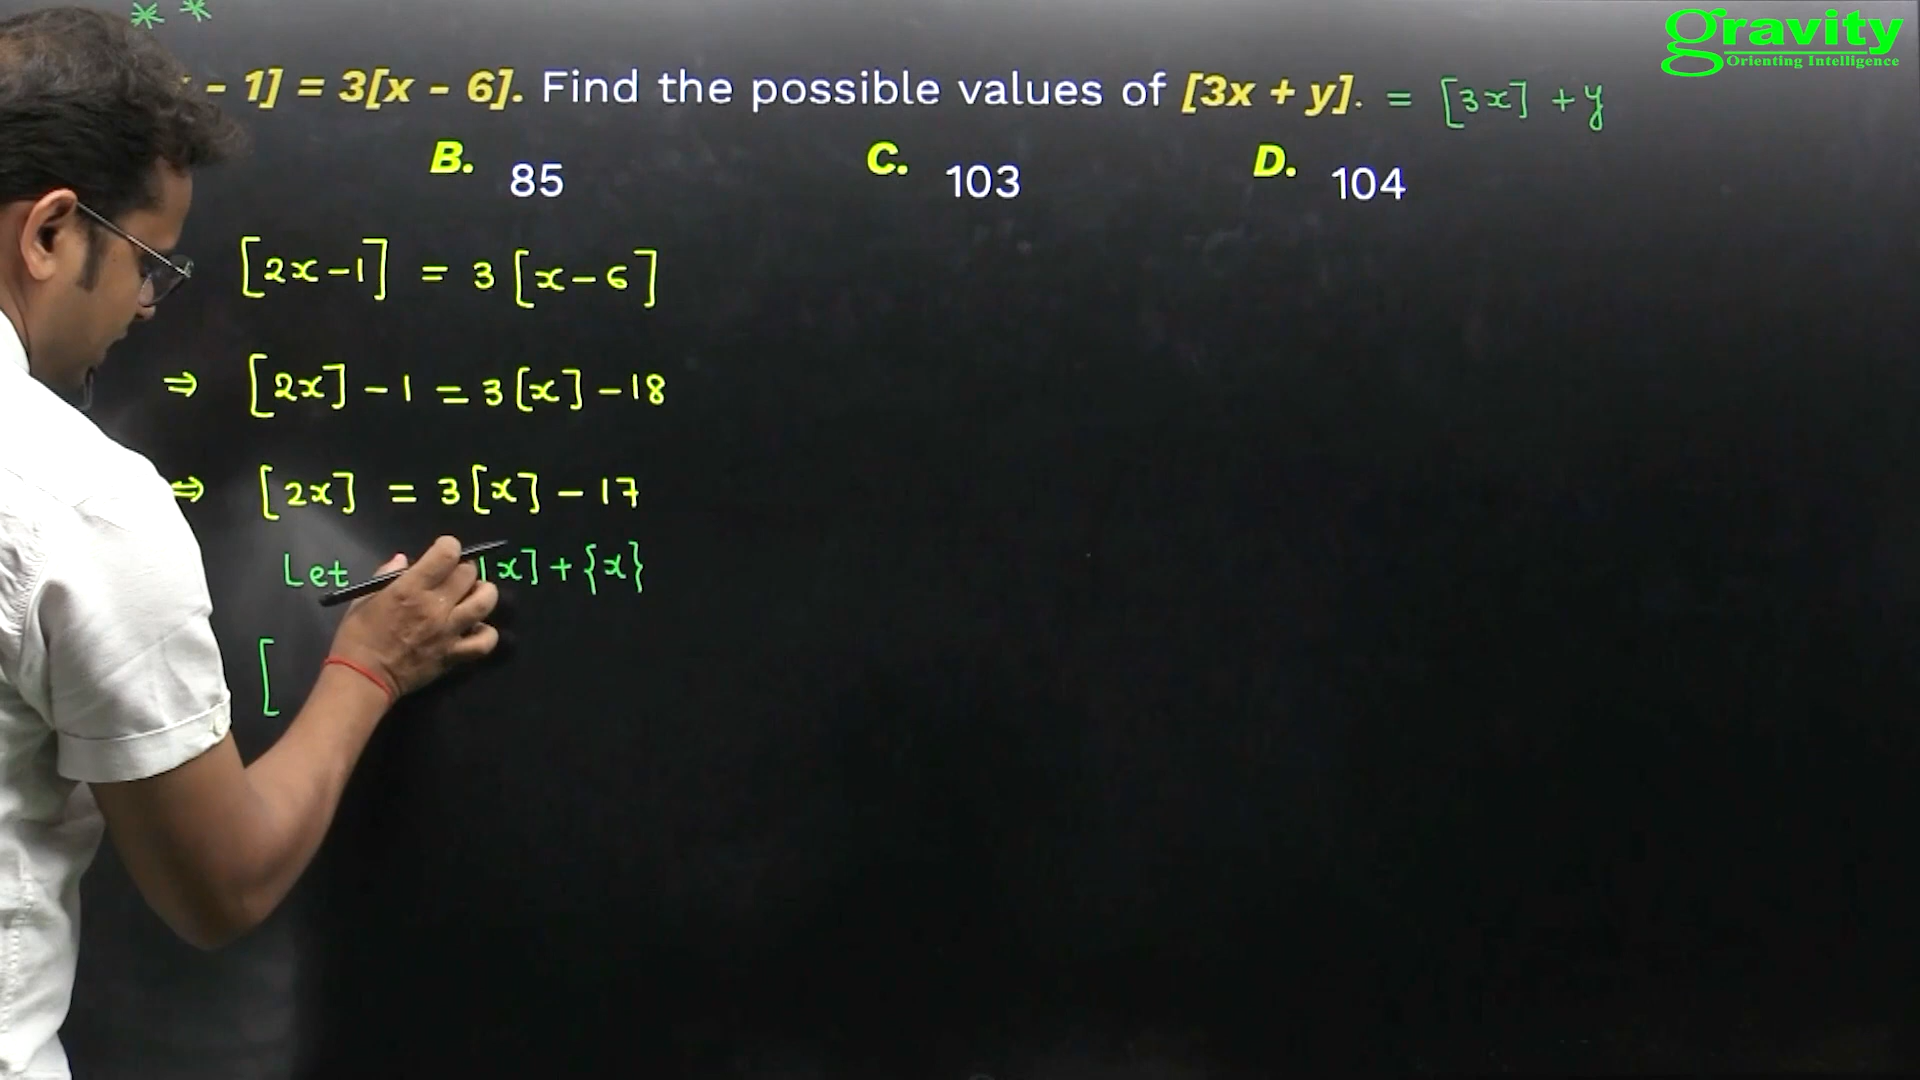 * *
gravity
Orienting Intelligence
- 1] = 3[x - 6]. Find the possible values of [3x + y]. = [3x] + y
B. 85 C. 103 D. 104
[2x-1] = 3[x-6]
⇒ [2x] - 1 = 3[x] - 18
⇒ [2x] = 3[x] - 17
Let [x] + {x}
[